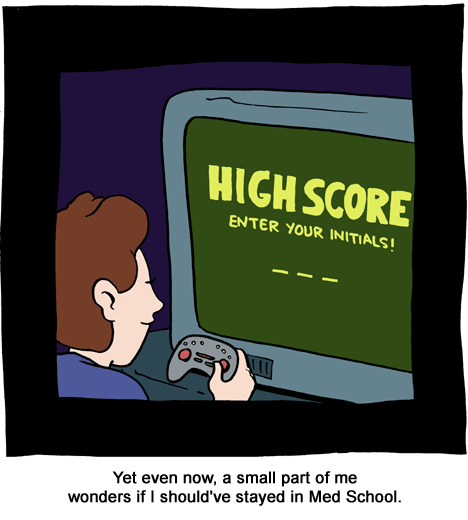 HIGH SCORE
ENTER YOUR INITIALS!
_ _ _
Yet even now, a small part of me
wonders if I should've stayed in Med School.